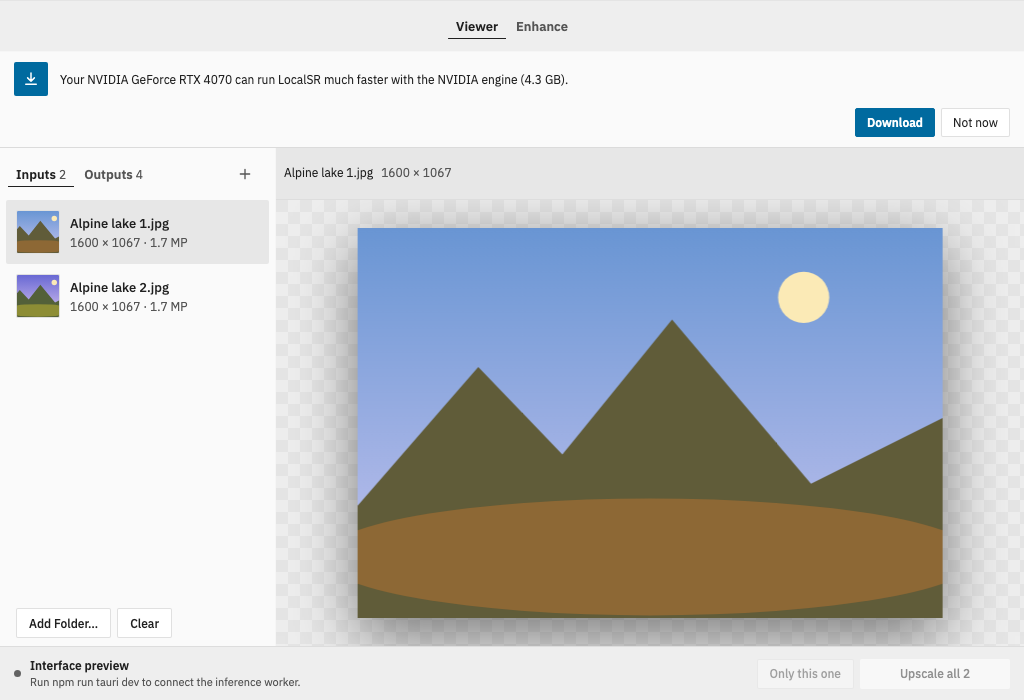 Viewer Enhance
Your NVIDIA GeForce RTX 4070 can run LocalSR much faster with the NVIDIA engine (4.3 GB).
Download Not now
Inputs 2 Outputs 4 +
Alpine lake 1.jpg 1600 × 1067
Alpine lake 1.jpg
1600 × 1067 · 1.7 MP
Alpine lake 2.jpg
1600 × 1067 · 1.7 MP
Add Folder... Clear
Interface preview
Run npm run tauri dev to connect the inference worker.
Only this one Upscale all 2